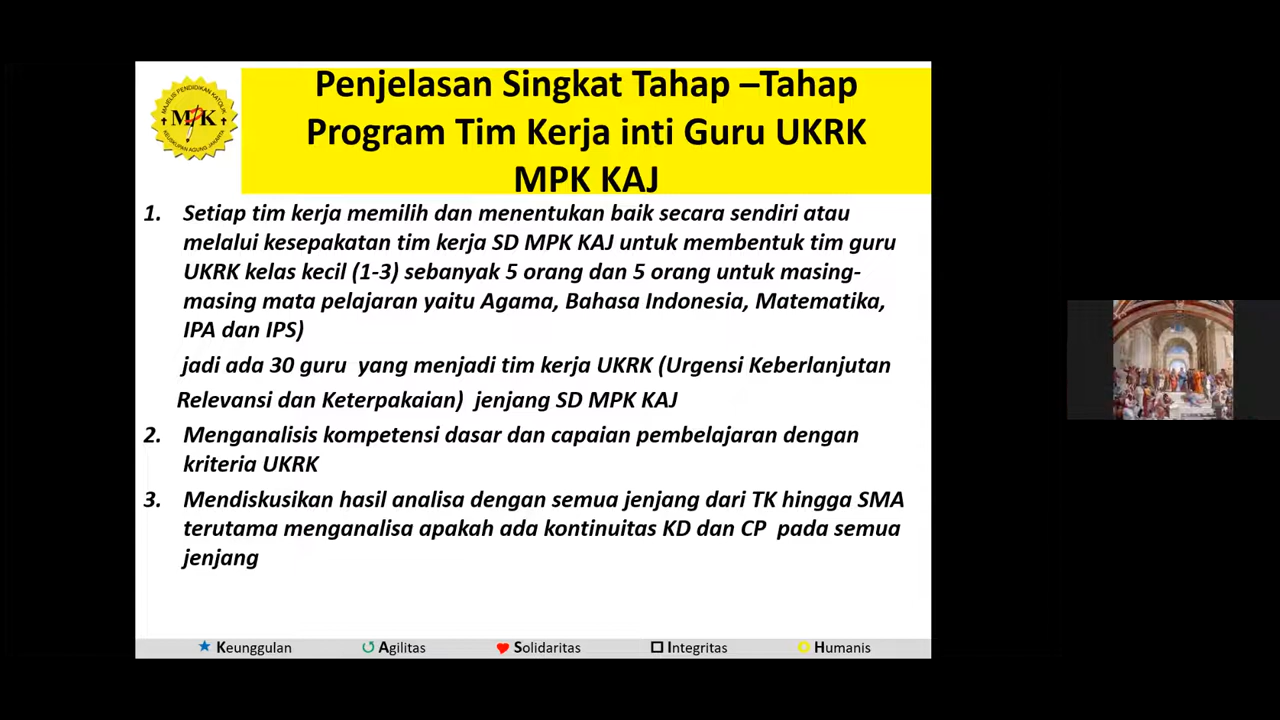 MAJELIS PENDIDIKAN KATOLIK
MPK
KEUSKUPAN AGUNG JAKARTA
Penjelasan Singkat Tahap –Tahap
Program Tim Kerja inti Guru UKRK
MPK KAJ
1. Setiap tim kerja memilih dan menentukan baik secara sendiri atau
melalui kesepakatan tim kerja SD MPK KAJ untuk membentuk tim guru
UKRK kelas kecil (1-3) sebanyak 5 orang dan 5 orang untuk masing-
masing mata pelajaran yaitu Agama, Bahasa Indonesia, Matematika,
IPA dan IPS)
jadi ada 30 guru yang menjadi tim kerja UKRK (Urgensi Keberlanjutan
Relevansi dan Keterpakaian) jenjang SD MPK KAJ
2. Menganalisis kompetensi dasar dan capaian pembelajaran dengan
kriteria UKRK
3. Mendiskusikan hasil analisa dengan semua jenjang dari TK hingga SMA
terutama menganalisa apakah ada kontinuitas KD dan CP pada semua
jenjang
Keunggulan Agilitas Solidaritas Integritas Humanis